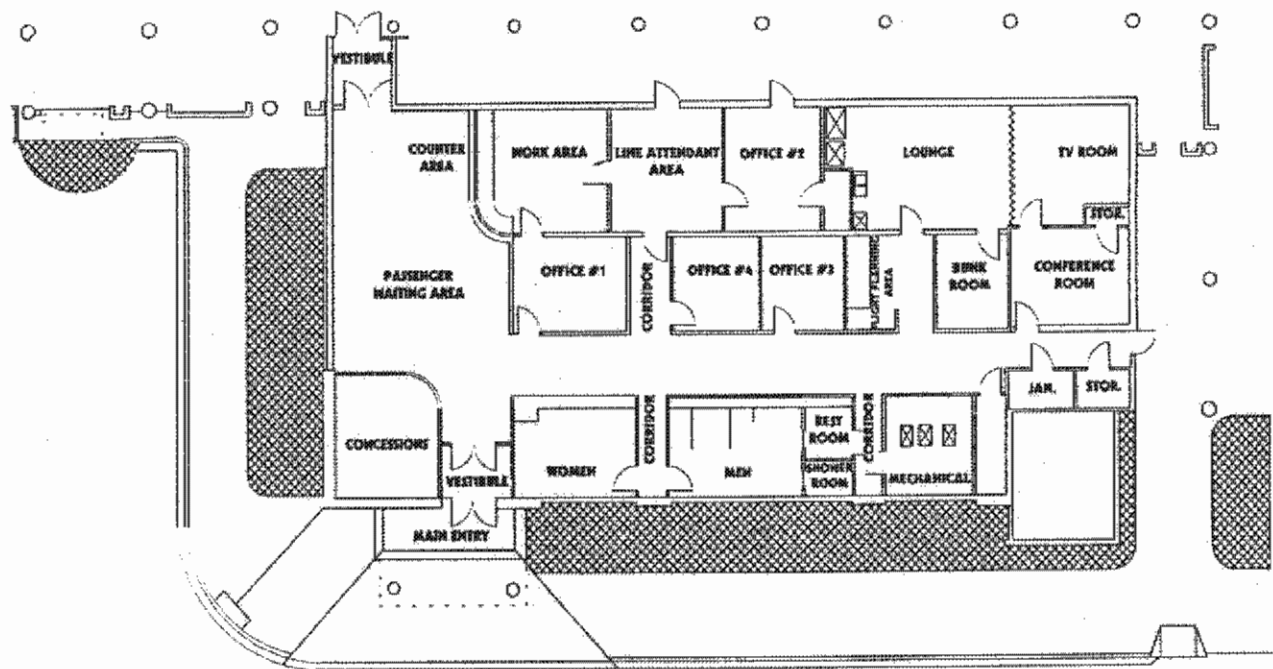 VESTIBULE
COUNTER
AREA
WORK AREA
LINE ATTENDANT
AREA
OFFICE #2
LOUNGE
TV ROOM
STOR.
PASSENGER
WAITING AREA
OFFICE #1
CORRIDOR
OFFICE #4
OFFICE #3
FLIGHT PLANNING
AREA
BUNK
ROOM
CONFERENCE
ROOM
JAN.
STOR.
CONCESSIONS
VESTIBULE
WOMEN
CORRIDOR
MEN
REST
ROOM
SHOWER
ROOM
CORRIDOR
MECHANICAL
MAIN ENTRY